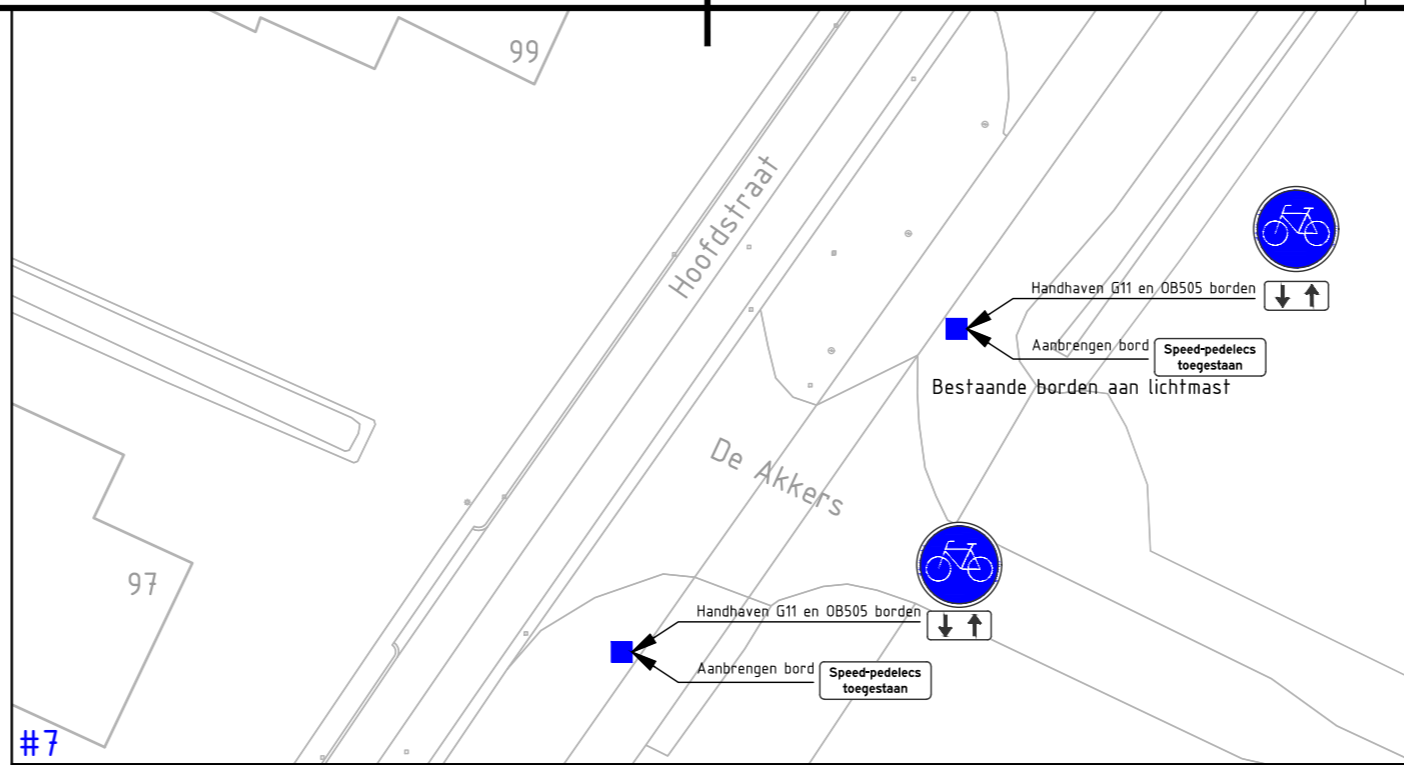 99
Hoofdstraat
Handhaven G11 en OB505 borden
Aanbrengen bord
Speed-pedelecs
toegestaan
Bestaande borden aan lichtmast
De Akkers
97
Handhaven G11 en OB505 borden
Aanbrengen bord
Speed-pedelecs
toegestaan
#7